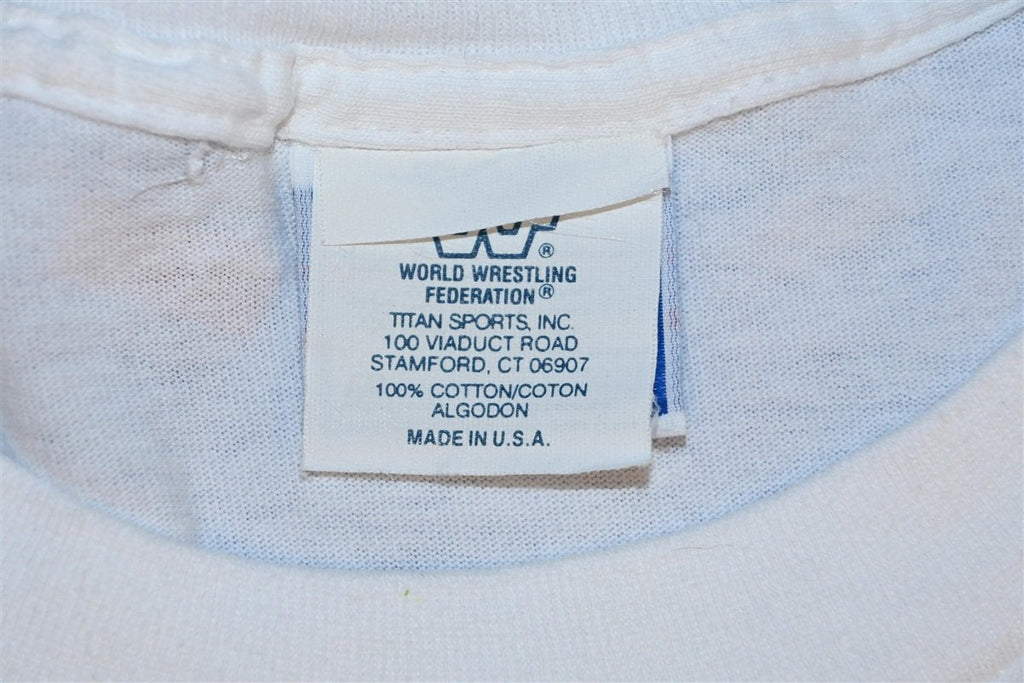 W ®
WORLD WRESTLING
FEDERATION®
TITAN SPORTS, INC.
100 VIADUCT ROAD
STAMFORD, CT 06907
100% COTTON/COTON
ALGODON
MADE IN U.S.A.